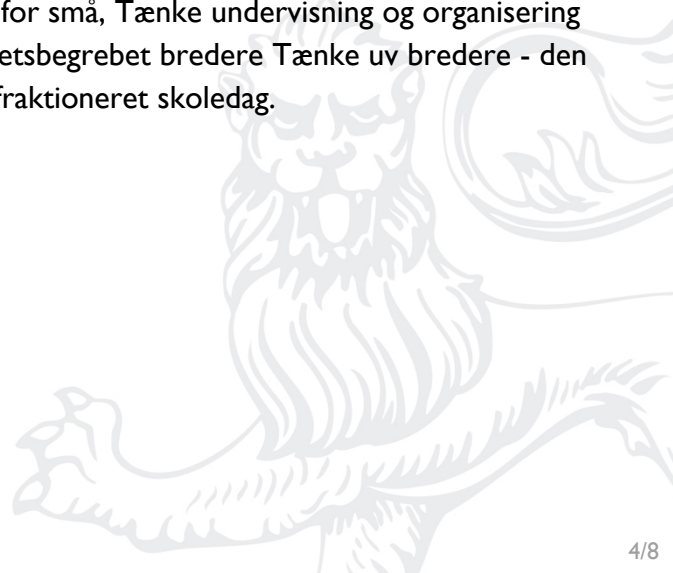 for små, Tænke undervisning og organisering
etsbegrebet bredere Tænke uv bredere - den
fraktioneret skoledag.
4/8